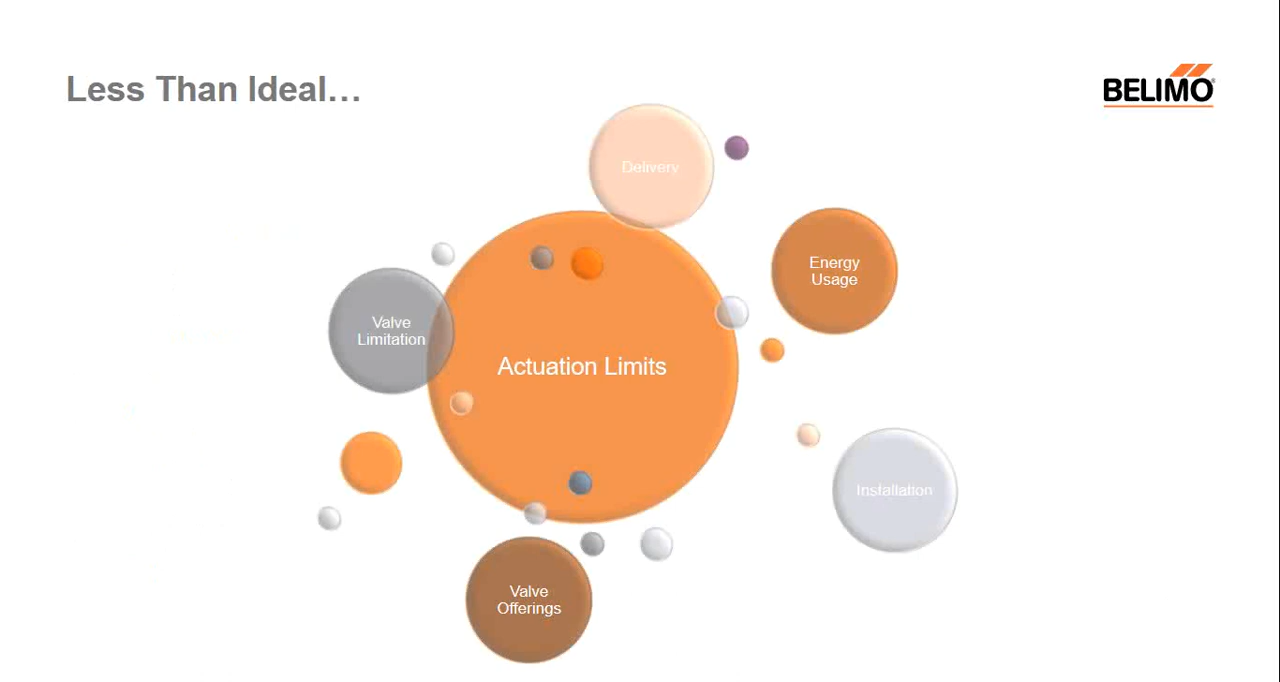 Less Than Ideal…
BELIMO
Delivery
Energy
Usage
Valve
Limitation
Actuation Limits
Installation
Valve
Offerings